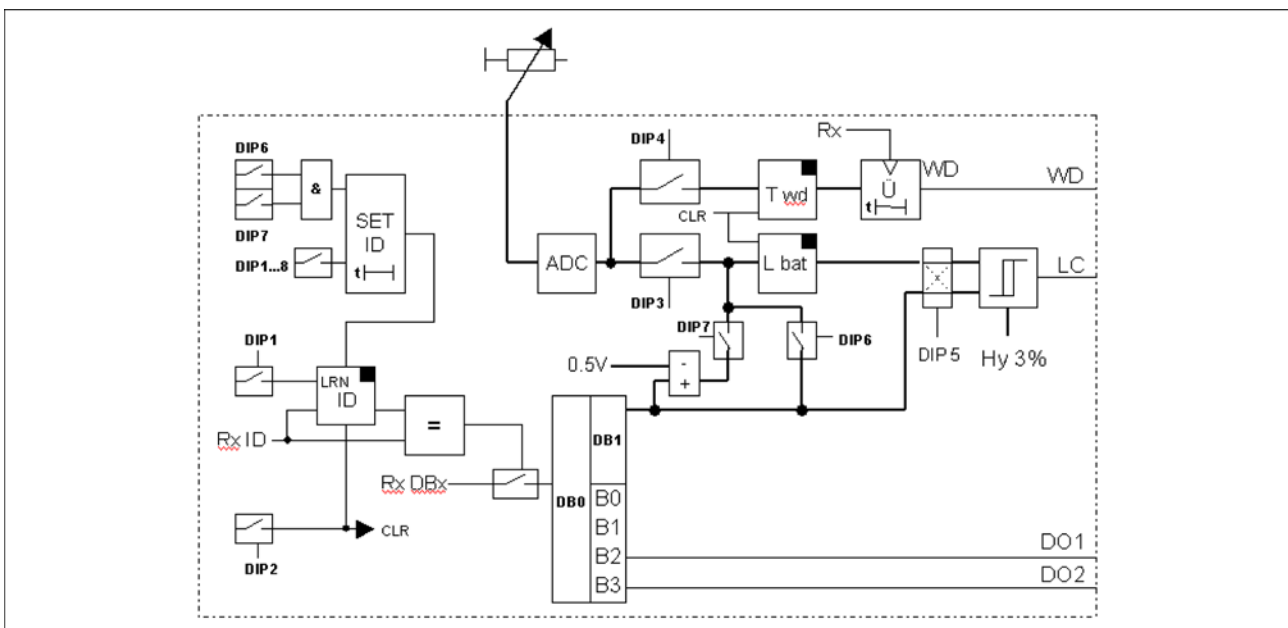 DIP6
&
DIP7
DIP1...8
SET
ID
t
DIP1
LRN
ID
Rx ID
=
DIP2
CLR
Rx DBx
DB0
DB1
B0
B1
B2
B3
ADC
DIP4
DIP3
CLR
T wd
L bat
Rx
Ü
t
WD
WD
DIP7
DIP6
0.5V
-
+
x
DIP5
Hy 3%
LC
DO1
DO2